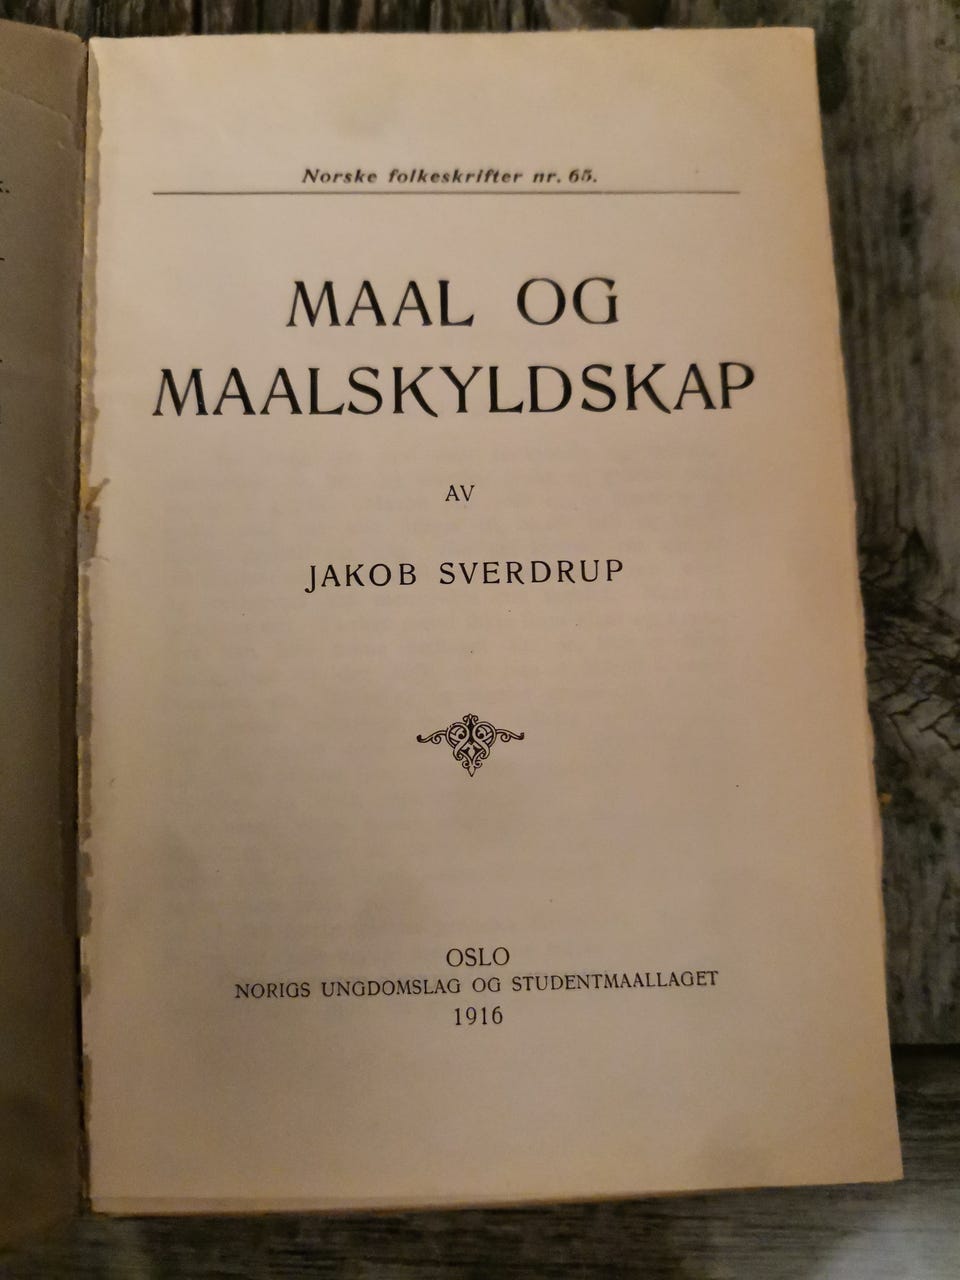 Norske folkeskrifter nr. 65.
MAAL OG
MAALSKYLDSKAP
AV
JAKOB SVERDRUP
OSLO
NORIGS UNGDOMSLAG OG STUDENTMAALLAGET
1916